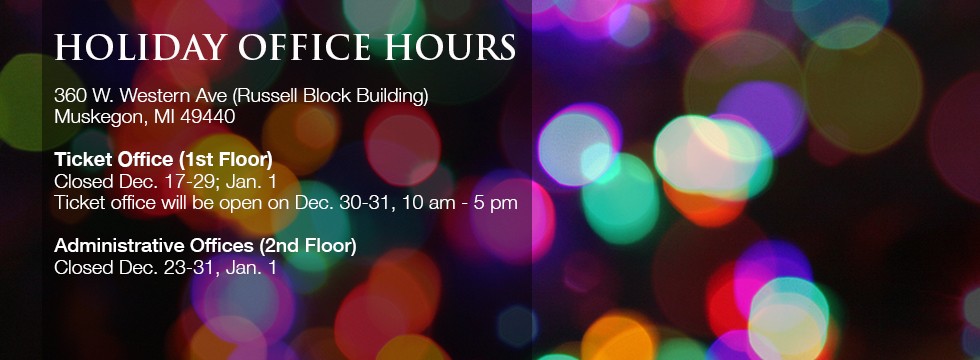 HOLIDAY OFFICE HOURS
360 W. Western Ave (Russell Block Building)
Muskegon, MI 49440
Ticket Office (1st Floor)
Closed Dec. 17-29; Jan. 1
Ticket office will be open on Dec. 30-31, 10 am - 5 pm
Administrative Offices (2nd Floor)
Closed Dec. 23-31, Jan. 1